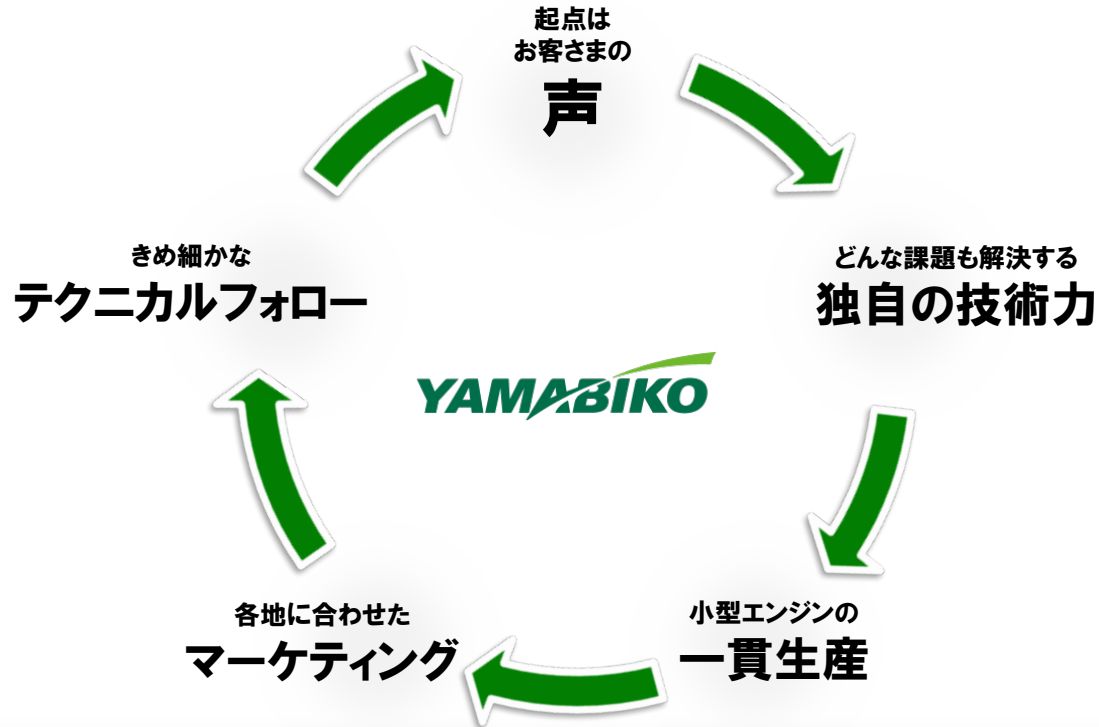 起点は
お客さまの
声
どんな課題も解決する
独自の技術力
小型エンジンの
一貫生産
各地に合わせた
マーケティング
きめ細かな
テクニカルフォロー
YAMABIKO